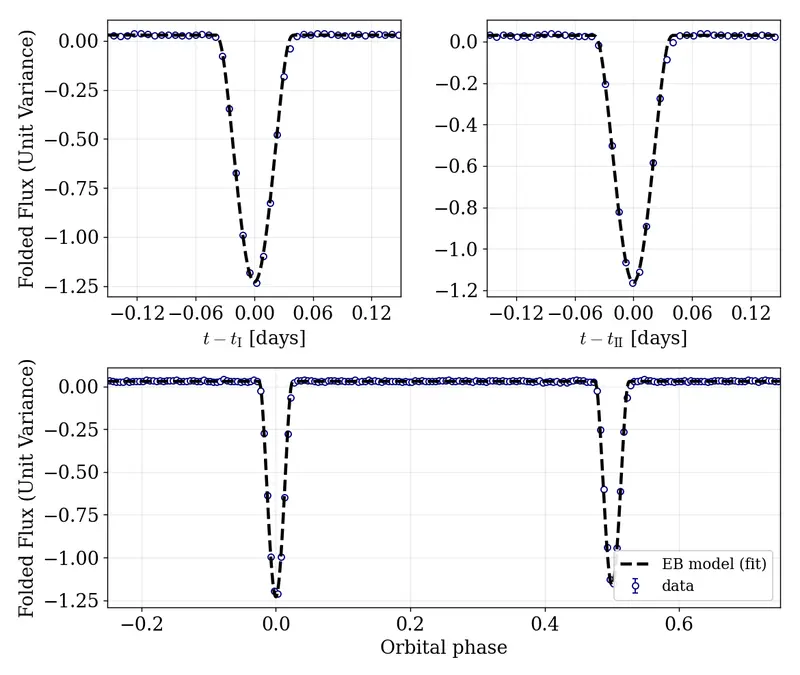 Folded Flux (Unit Variance)
0.00
−0.25
−0.50
−0.75
−1.00
−1.25
−0.12 −0.06 0.00 0.06 0.12
t − tI [days]
0.0
−0.2
−0.4
−0.6
−0.8
−1.0
−1.2
−0.12 −0.06 0.00 0.06 0.12
t − tII [days]
Folded Flux (Unit Variance)
0.00
−0.25
−0.50
−0.75
−1.00
−1.25
−0.2 0.0 0.2 0.4 0.6
Orbital phase
EB model (fit)
data